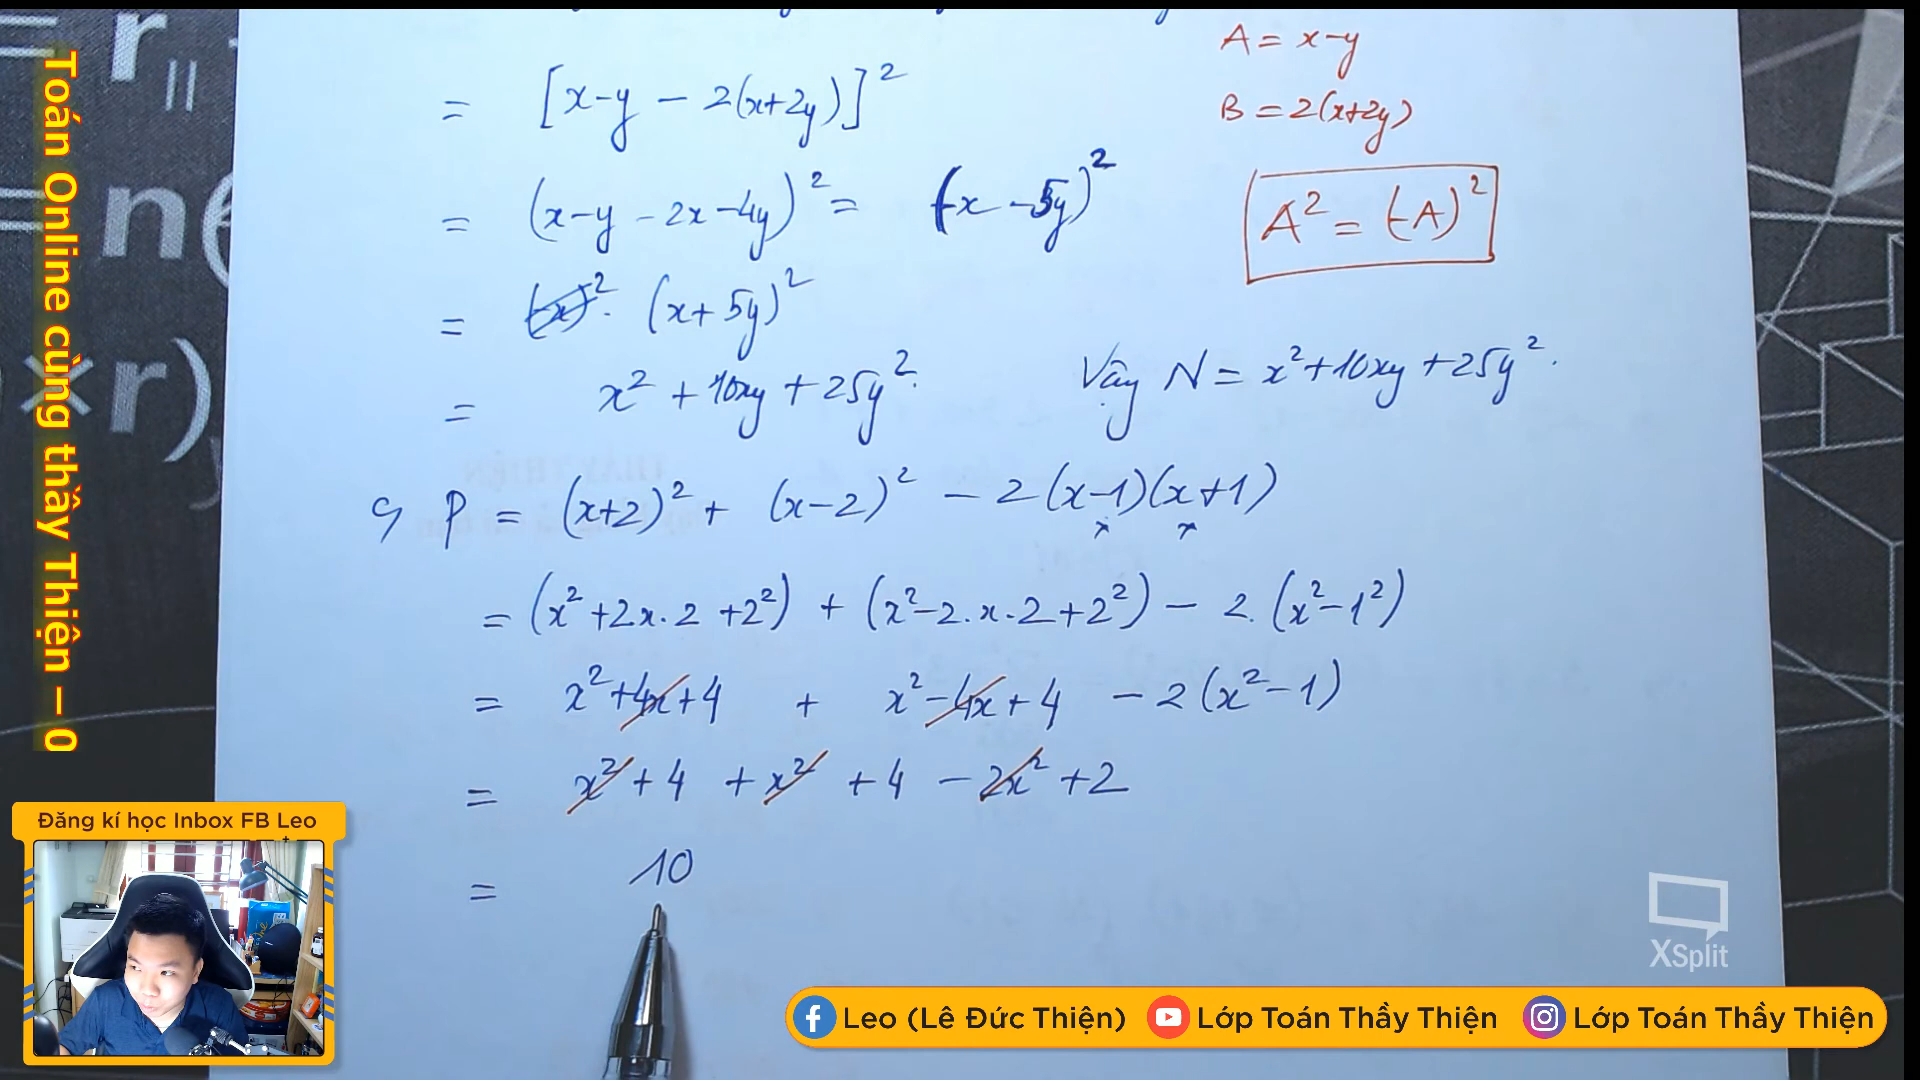 A = x-y
= [x-y - 2(x+2y)]²
B = 2(x+2y)
= (x-y-2x-4y)² = (-x-5y)²
A² = (-A)²
= (x+5y)²
= x² + 10xy + 25y².
Vậy N = x²+10xy+25y².
c, P = (x+2)² + (x-2)² - 2(x-1)(x+1)
= (x²+2x.2+2²) + (x²-2.x.2+2²) - 2.(x²-1²)
= x²+4x+4 + x²-4x+4 - 2(x²-1)
= x²+4 +x² +4 -2x² +2
= 10
Toán Online cùng thầy Thiện – 0
Đăng kí học Inbox FB Leo
XSplit
Leo (Lê Đức Thiện) Lớp Toán Thầy Thiện Lớp Toán Thầy Thiện